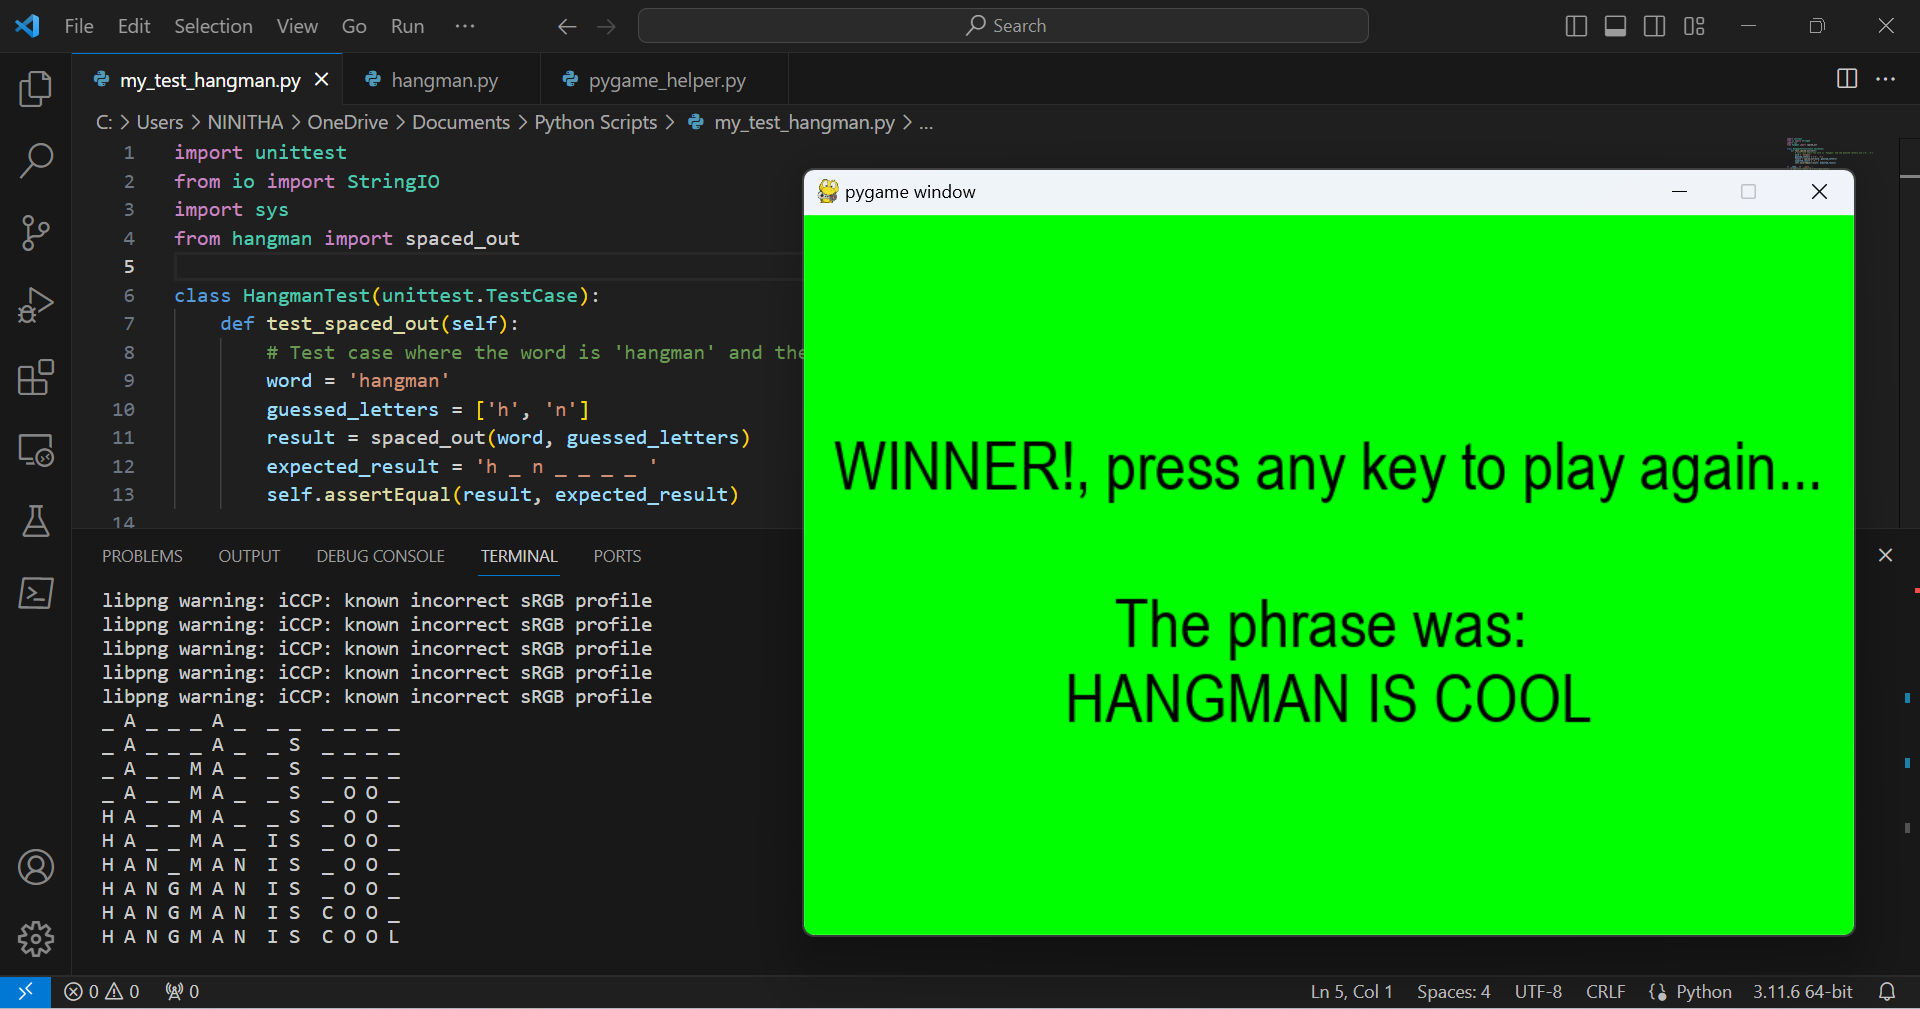 File Edit Selection View Go Run ···
Search
my_test_hangman.py
hangman.py
pygame_helper.py
C: > Users > NINITHA > OneDrive > Documents > Python Scripts > my_test_hangman.py > ...
1 import unittest
2 from io import StringIO
3 import sys
4 from hangman import spaced_out
5
6 class HangmanTest(unittest.TestCase):
7 def test_spaced_out(self):
8 # Test case where the word is 'hangman' and the
9 word = 'hangman'
10 guessed_letters = ['h', 'n']
11 result = spaced_out(word, guessed_letters)
12 expected_result = 'h _ n _ _ _ _ '
13 self.assertEqual(result, expected_result)
14
pygame window
WINNER!, press any key to play again...
The phrase was:
HANGMAN IS COOL
PROBLEMS OUTPUT DEBUG CONSOLE TERMINAL PORTS
libpng warning: iCCP: known incorrect sRGB profile
libpng warning: iCCP: known incorrect sRGB profile
libpng warning: iCCP: known incorrect sRGB profile
libpng warning: iCCP: known incorrect sRGB profile
libpng warning: iCCP: known incorrect sRGB profile
_ A _ _ _ A _  _ _  _ _ _ _
_ A _ _ _ A _  _ S  _ _ _ _
_ A _ _ M A _  _ S  _ _ _ _
_ A _ _ M A _  _ S  _ O O _
H A _ _ M A _  _ S  _ O O _
H A _ _ M A _  I S  _ O O _
H A N _ M A N  I S  _ O O _
H A N G M A N  I S  _ O O _
H A N G M A N  I S  C O O _
H A N G M A N  I S  C O O L
0 0 0
Ln 5, Col 1 Spaces: 4 UTF-8 CRLF Python 3.11.6 64-bit